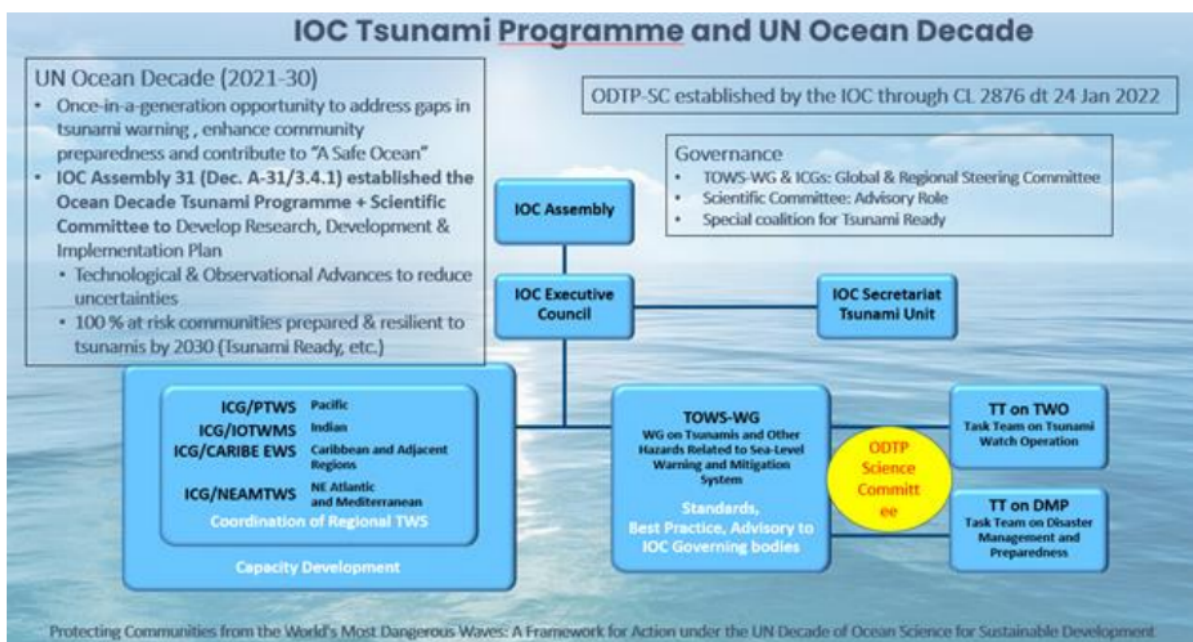 IOC Tsunami Programme and UN Ocean Decade
UN Ocean Decade (2021-30)
• Once-in-a-generation opportunity to address gaps in
tsunami warning , enhance community
preparedness and contribute to “A Safe Ocean”
• IOC Assembly 31 (Dec. A-31/3.4.1) established the
Ocean Decade Tsunami Programme + Scientific
Committee to Develop Research, Development &
Implementation Plan
• Technological & Observational Advances to reduce
uncertainties
• 100 % at risk communities prepared & resilient to
tsunamis by 2030 (Tsunami Ready, etc.)
ODTP-SC established by the IOC through CL 2876 dt 24 Jan 2022
Governance
• TOWS-WG & ICGs: Global & Regional Steering Committee
• Scientific Committee: Advisory Role
• Special coalition for Tsunami Ready
IOC Assembly
IOC Executive
Council
IOC Secretariat
Tsunami Unit
ICG/PTWS Pacific
ICG/IOTWMS Indian
ICG/CARIBE EWS Caribbean and Adjacent
Regions
ICG/NEAMTWS NE Atlantic
and Mediterranean
Coordination of Regional TWS
Capacity Development
TOWS-WG
WG on Tsunamis and Other
Hazards Related to Sea-Level
Warning and Mitigation
System
Standards,
Best Practice, Advisory to
IOC Governing bodies
ODTP
Science
Committ
ee
TT on TWO
Task Team on Tsunami
Watch Operation
TT on DMP
Task Team on Disaster
Management and
Preparedness
Protecting Communities from the World's Most Dangerous Waves: A Framework for Action under the UN Decade of Ocean Science for Sustainable Development